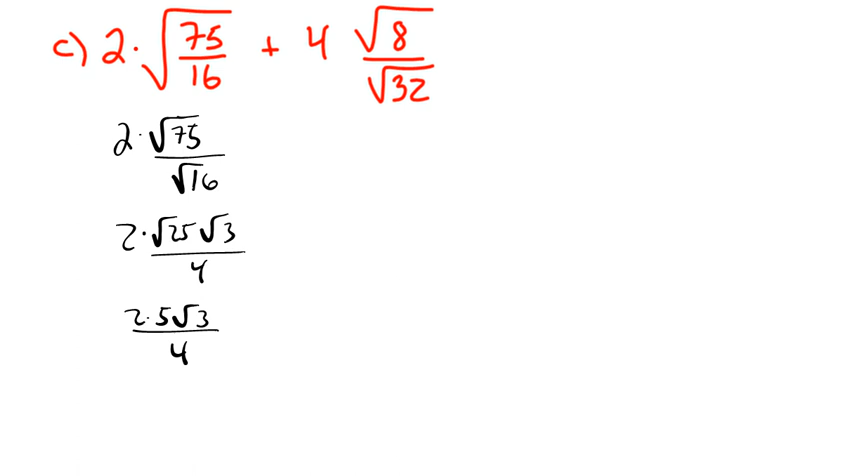 c) 2 · √(75/16) + 4 √8/√32
2 · √75/√16
2 · √25 √3/4
2 · 5√3/4